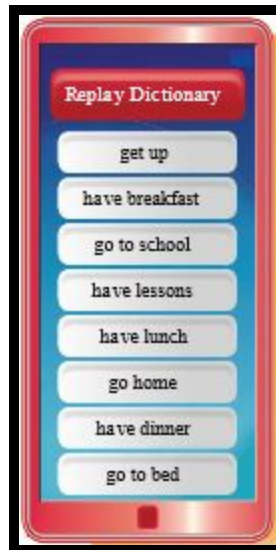 Replay Dictionary
get up
have breakfast
go to school
have lessons
have lunch
go home
have dinner
go to bed